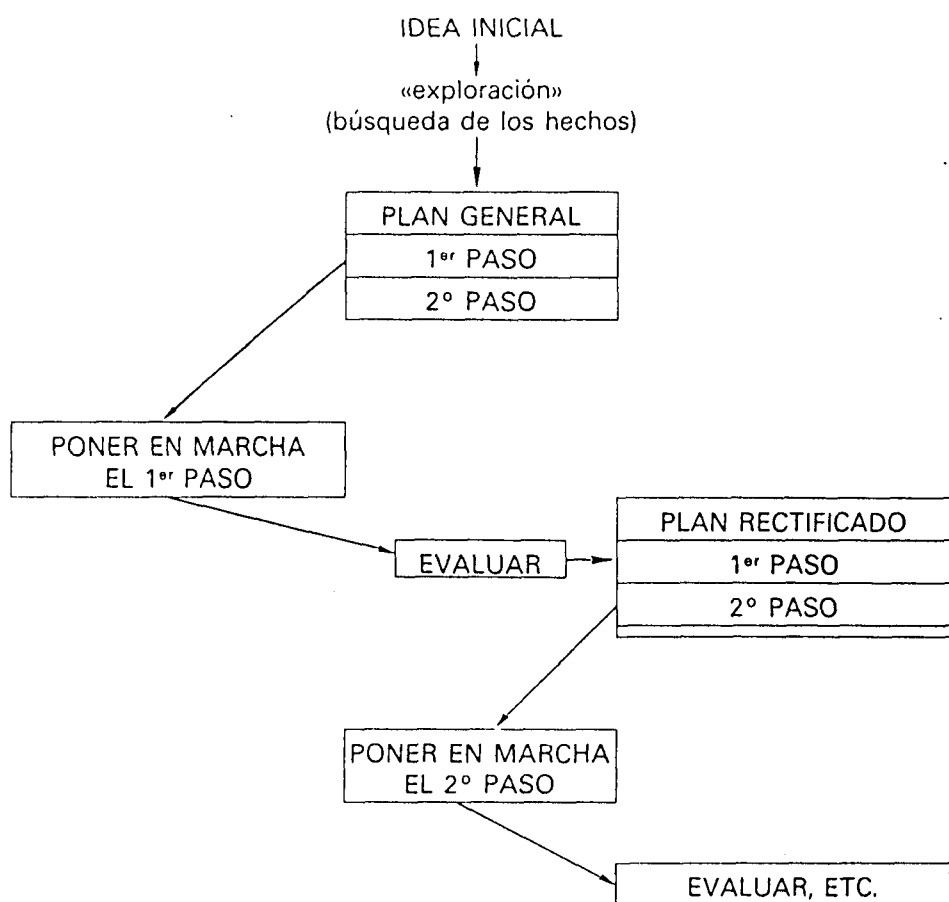 IDEA INICIAL
«exploración»
(búsqueda de los hechos)
PLAN GENERAL
1er PASO
2º PASO
PONER EN MARCHA
EL 1er PASO
EVALUAR
PLAN RECTIFICADO
1er PASO
2º PASO
PONER EN MARCHA
EL 2º PASO
EVALUAR, ETC.